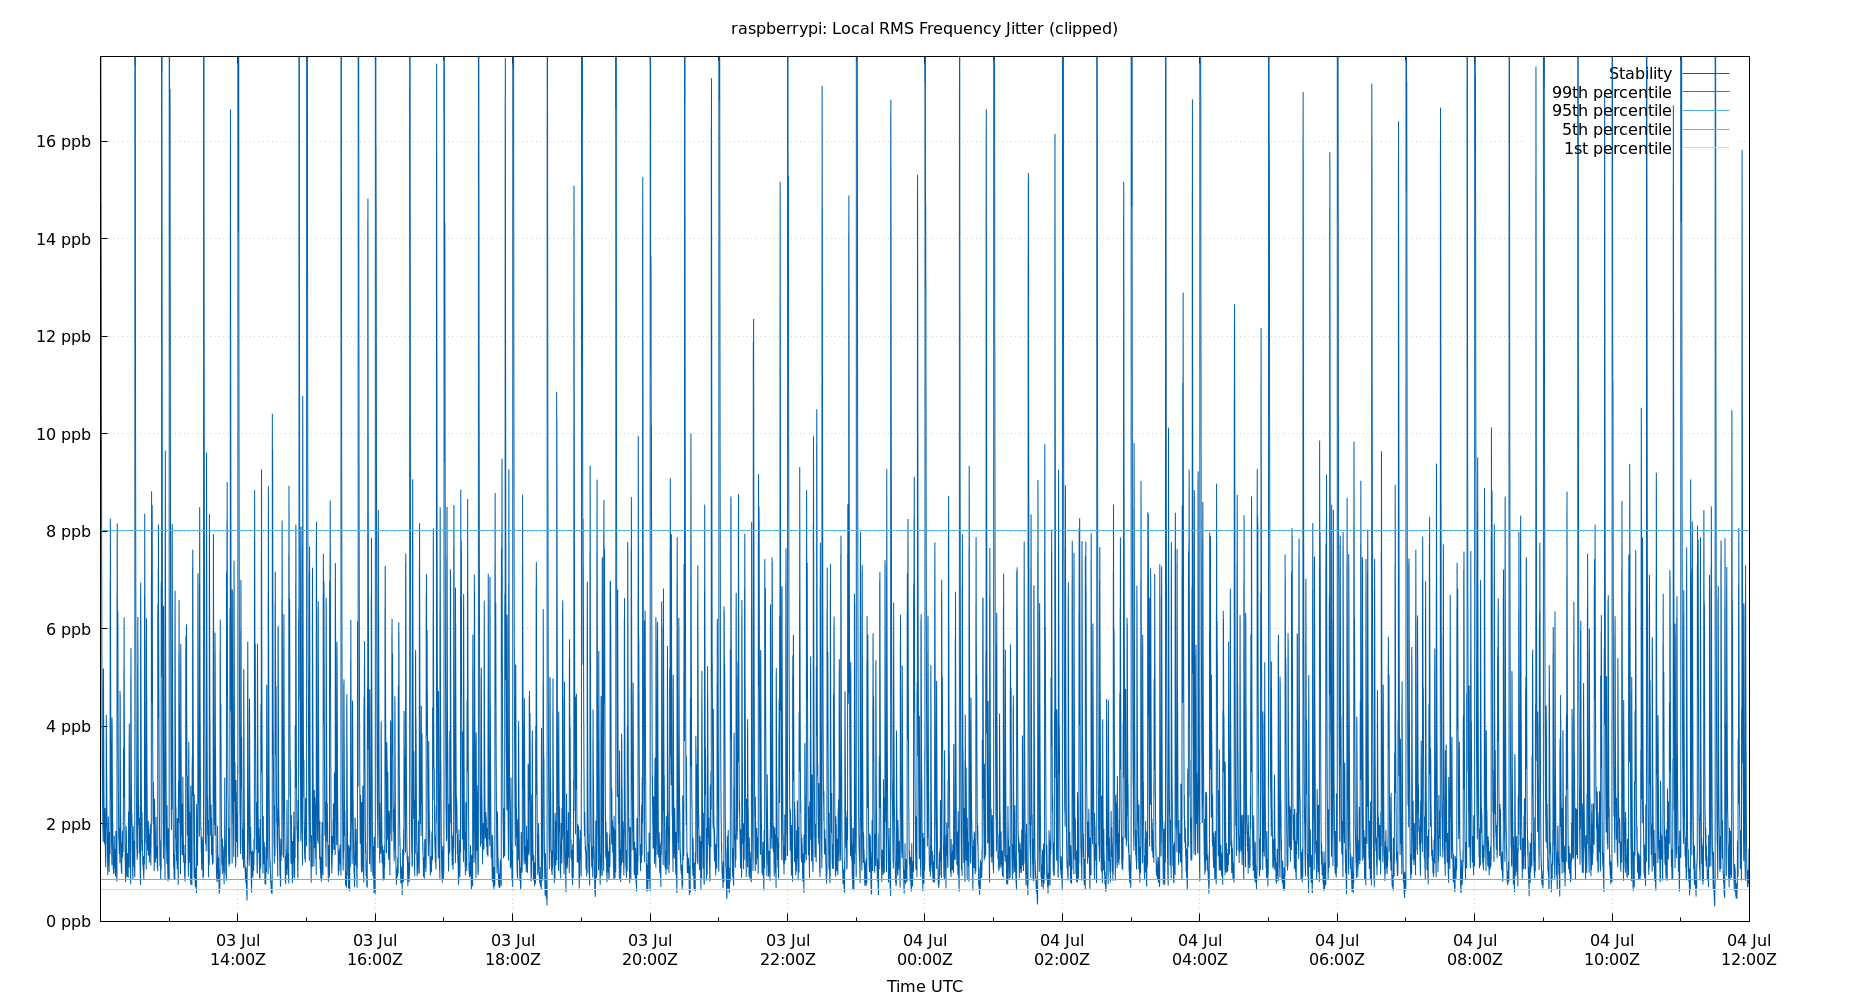 raspberrypi: Local RMS Frequency Jitter (clipped)
Stability
99th percentile
95th percentile
5th percentile
1st percentile
16 ppb
14 ppb
12 ppb
10 ppb
8 ppb
6 ppb
4 ppb
2 ppb
0 ppb
03 Jul 03 Jul 03 Jul 03 Jul 03 Jul 04 Jul 04 Jul 04 Jul 04 Jul 04 Jul 04 Jul 04 Jul
14:00Z 16:00Z 18:00Z 20:00Z 22:00Z 00:00Z 02:00Z 04:00Z 06:00Z 08:00Z 10:00Z 12:00Z
Time UTC